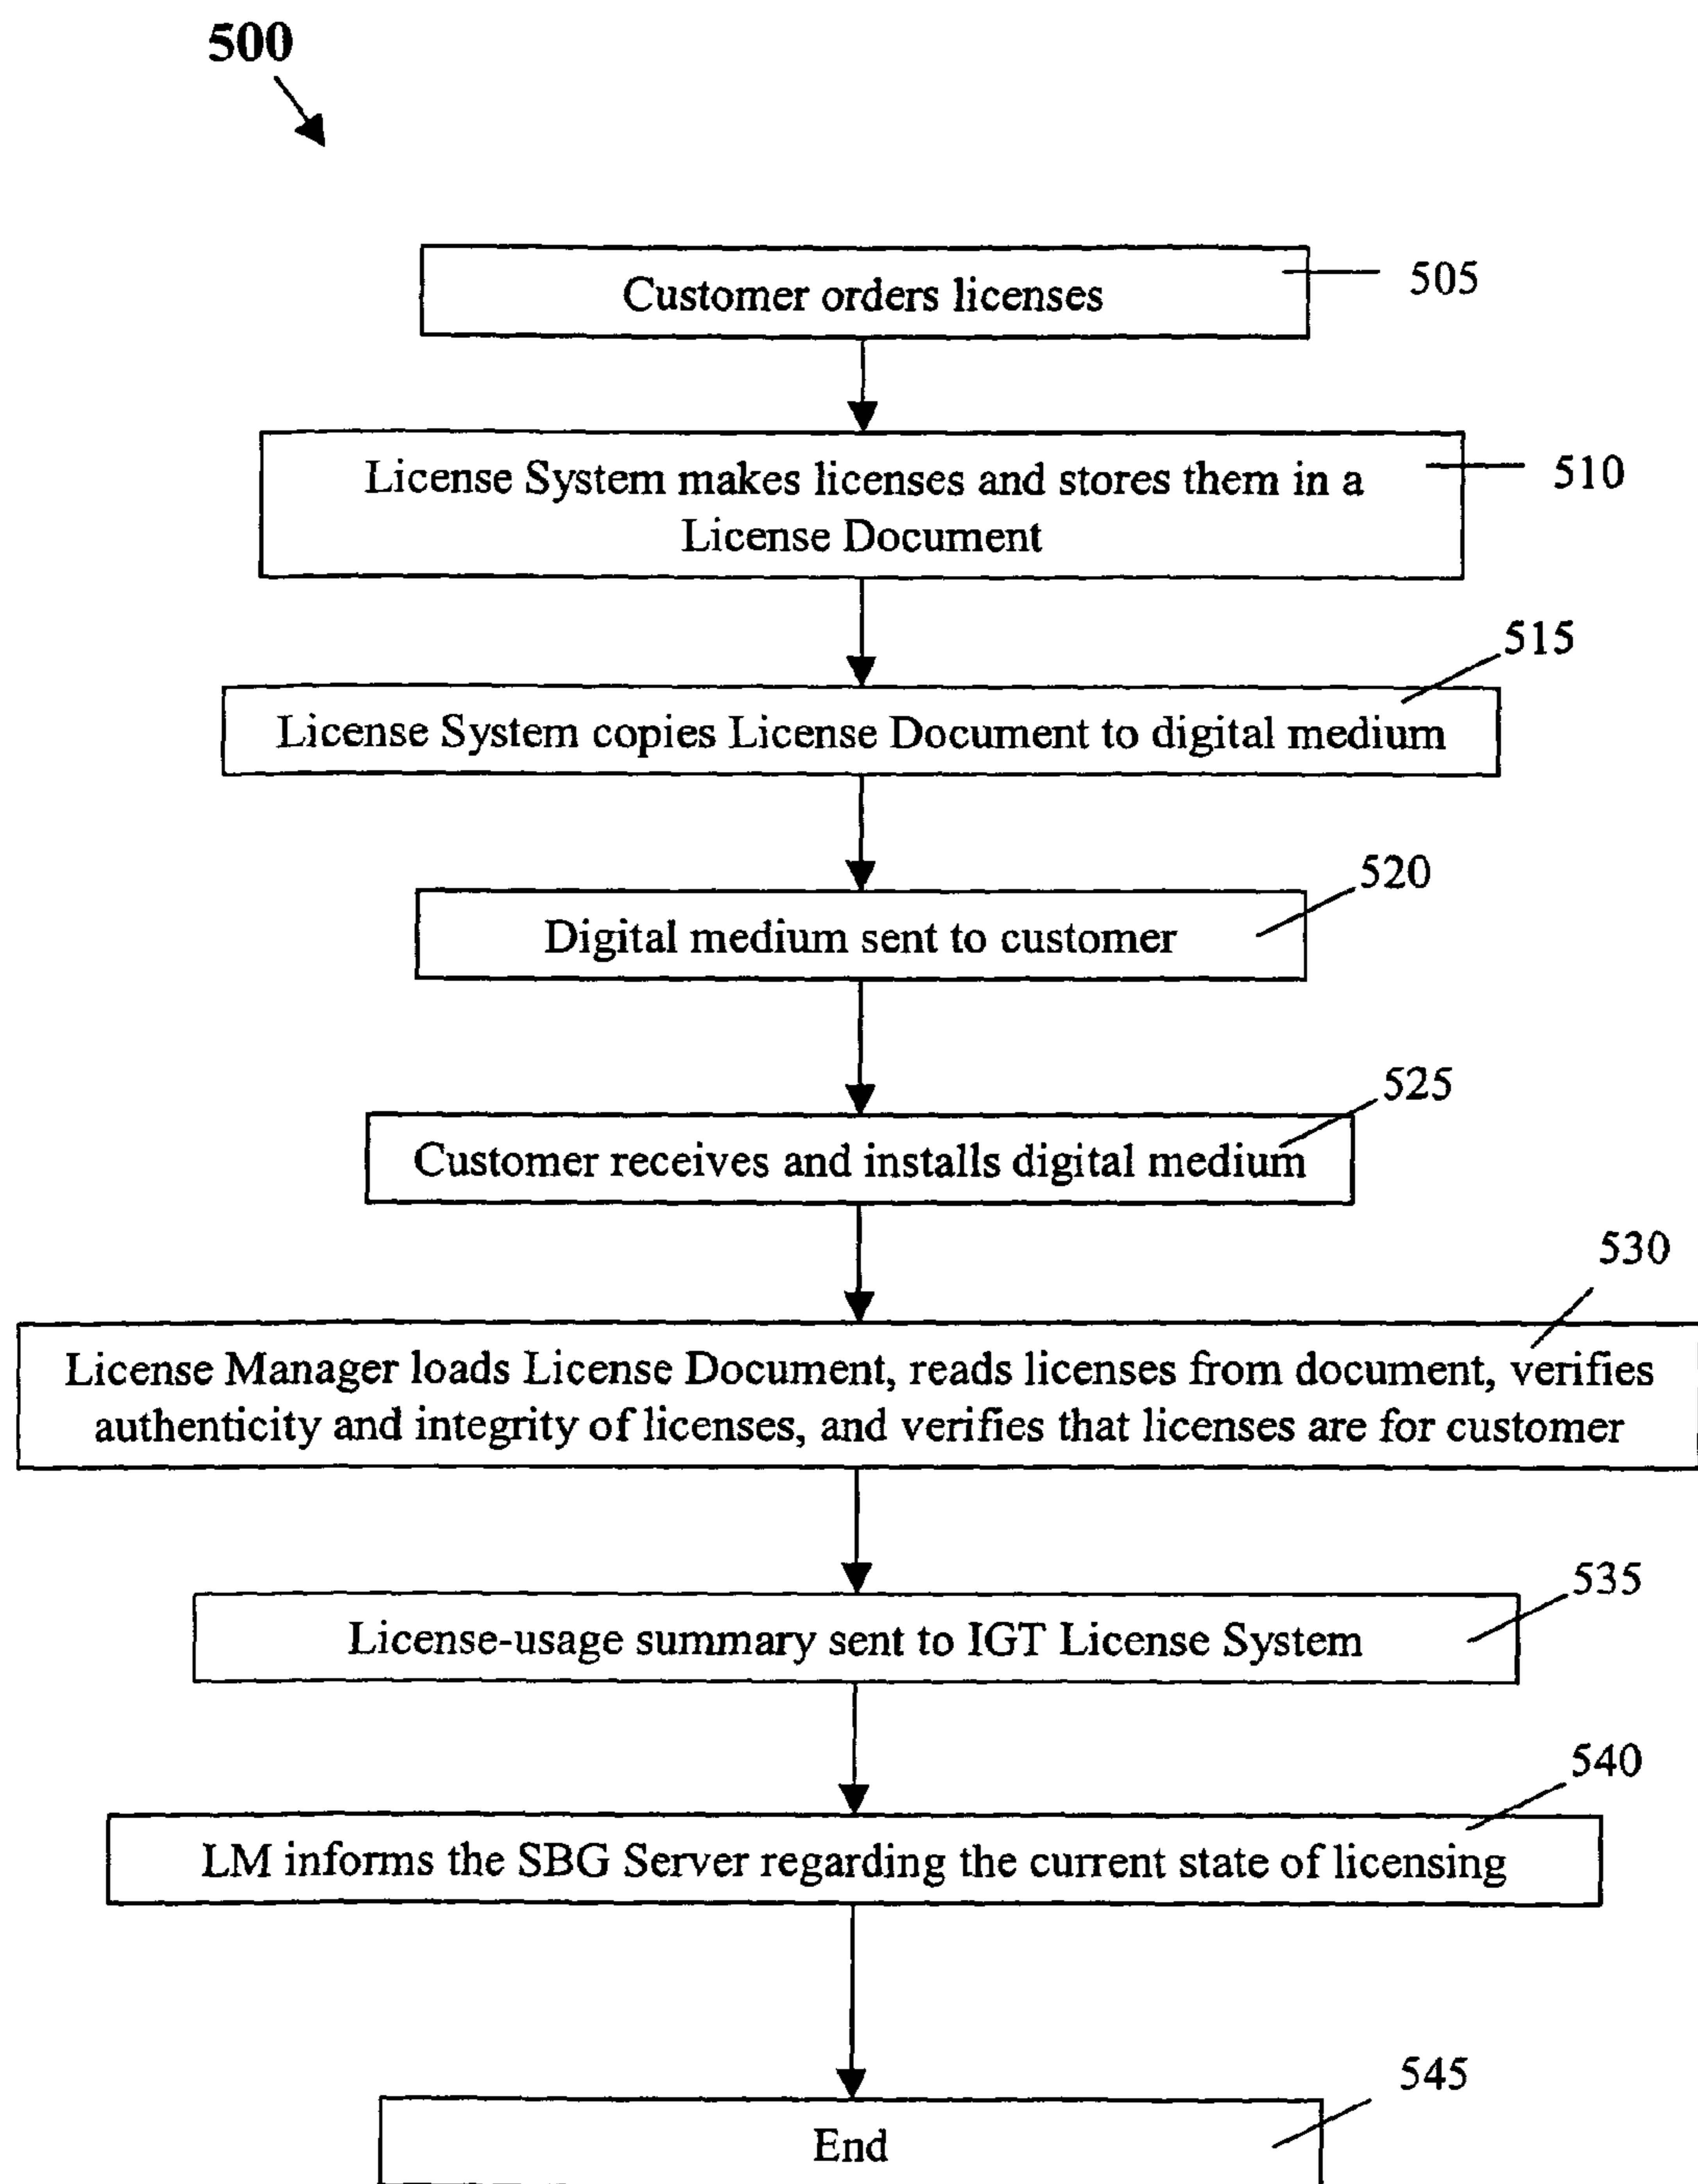 500
Customer orders licenses
505
License System makes licenses and stores them in a
License Document
510
515
License System copies License Document to digital medium
520
Digital medium sent to customer
525
Customer receives and installs digital medium
530
License Manager loads License Document, reads licenses from document, verifies
authenticity and integrity of licenses, and verifies that licenses are for customer
535
License-usage summary sent to IGT License System
540
LM informs the SBG Server regarding the current state of licensing
545
End